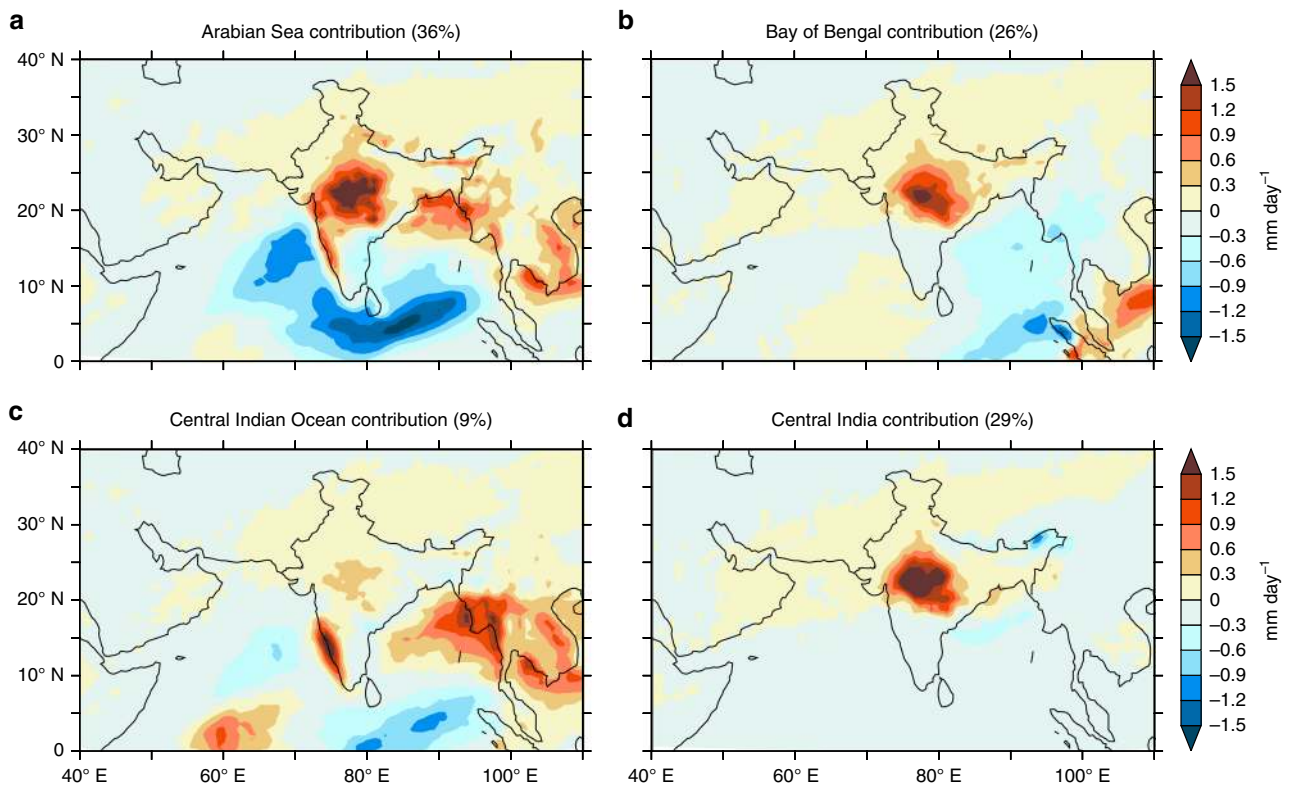 a
Arabian Sea contribution (36%)
b
Bay of Bengal contribution (26%)
40° N
30° N
20° N
10° N
0
1.5
1.2
0.9
0.6
0.3
0
−0.3
−0.6
−0.9
−1.2
−1.5
mm day⁻¹
c
Central Indian Ocean contribution (9%)
d
Central India contribution (29%)
40° N
30° N
20° N
10° N
0
40° E
60° E
80° E
100° E
40° E
60° E
80° E
100° E
1.5
1.2
0.9
0.6
0.3
0
−0.3
−0.6
−0.9
−1.2
−1.5
mm day⁻¹